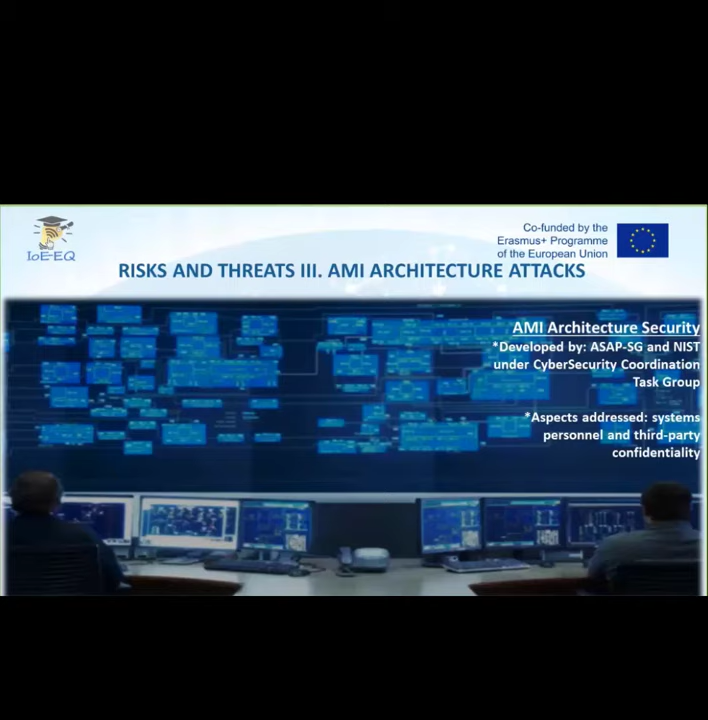 IoE-EQ
Co-funded by the
Erasmus+ Programme
of the European Union
RISKS AND THREATS III. AMI ARCHITECTURE ATTACKS
AMI Architecture Security
*Developed by: ASAP-SG and NIST
under CyberSecurity Coordination
Task Group
*Aspects addressed: systems
personnel and third-party
confidentiality